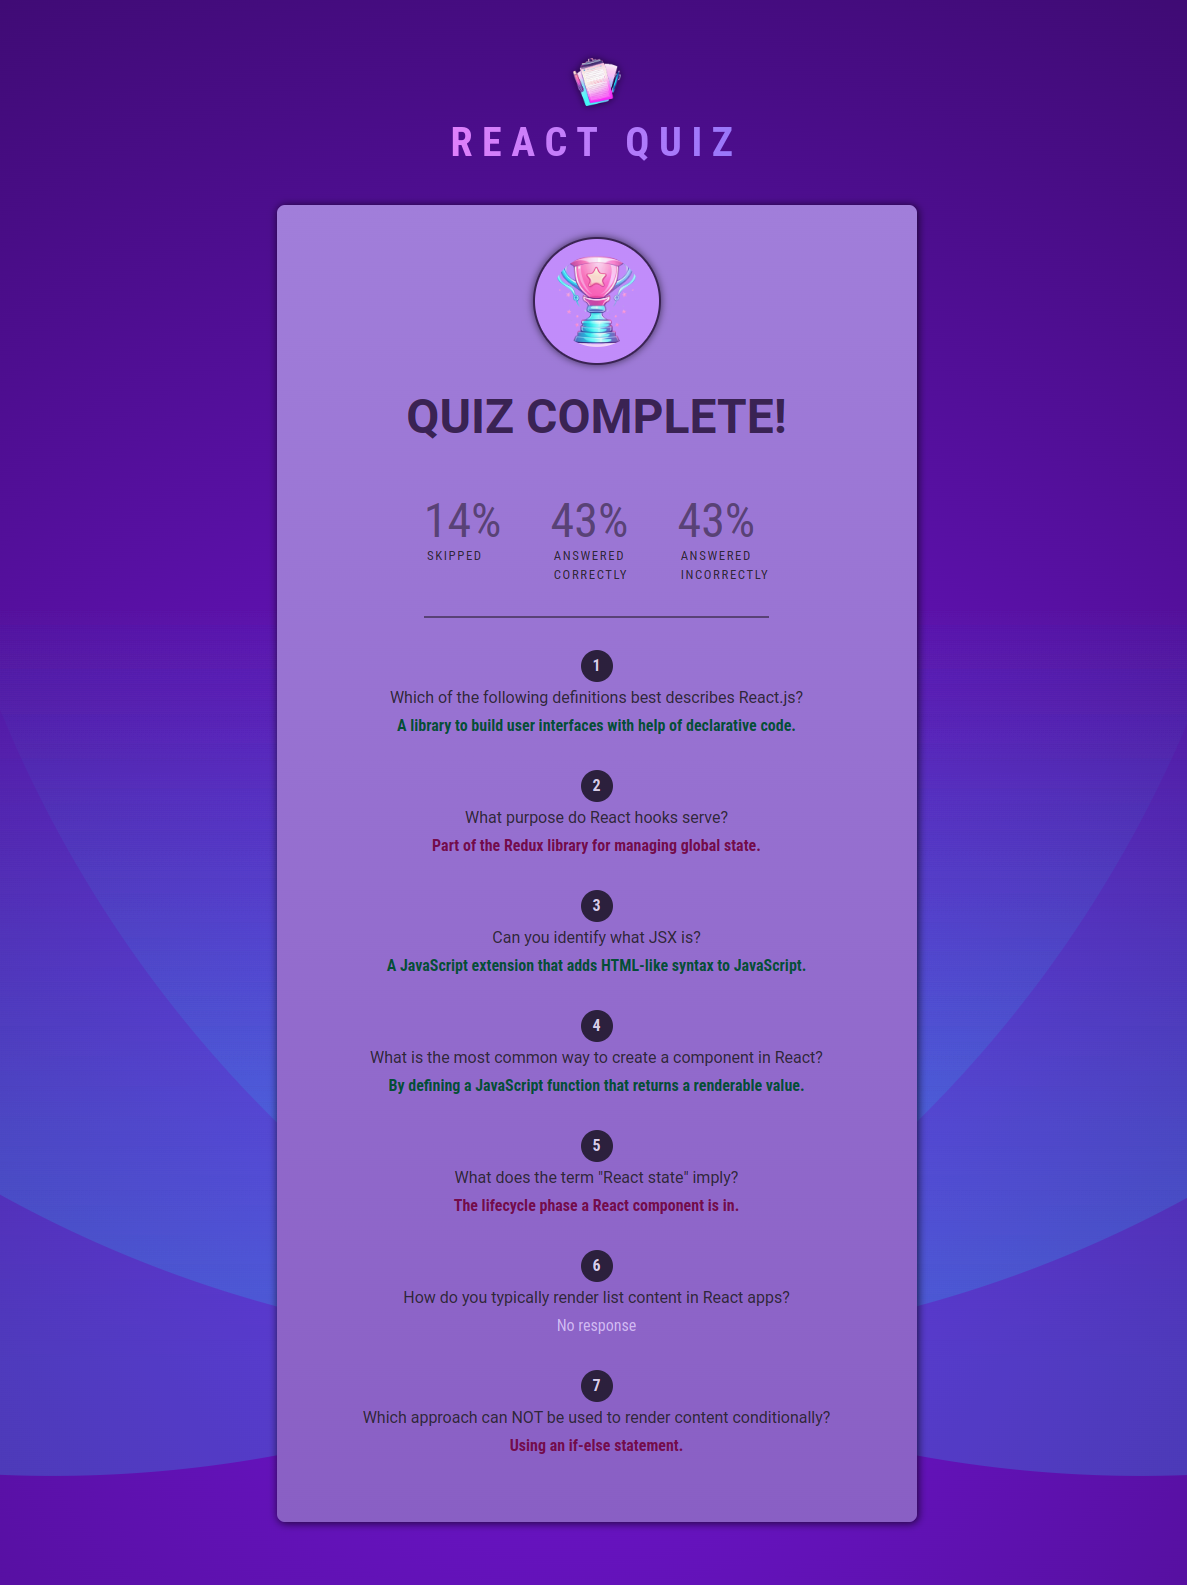 REACT QUIZ
QUIZ COMPLETE!
14% 43% 43%
SKIPPED ANSWERED ANSWERED
CORRECTLY INCORRECTLY
1
Which of the following definitions best describes React.js?
A library to build user interfaces with help of declarative code.
2
What purpose do React hooks serve?
Part of the Redux library for managing global state.
3
Can you identify what JSX is?
A JavaScript extension that adds HTML-like syntax to JavaScript.
4
What is the most common way to create a component in React?
By defining a JavaScript function that returns a renderable value.
5
What does the term "React state" imply?
The lifecycle phase a React component is in.
6
How do you typically render list content in React apps?
No response
7
Which approach can NOT be used to render content conditionally?
Using an if-else statement.